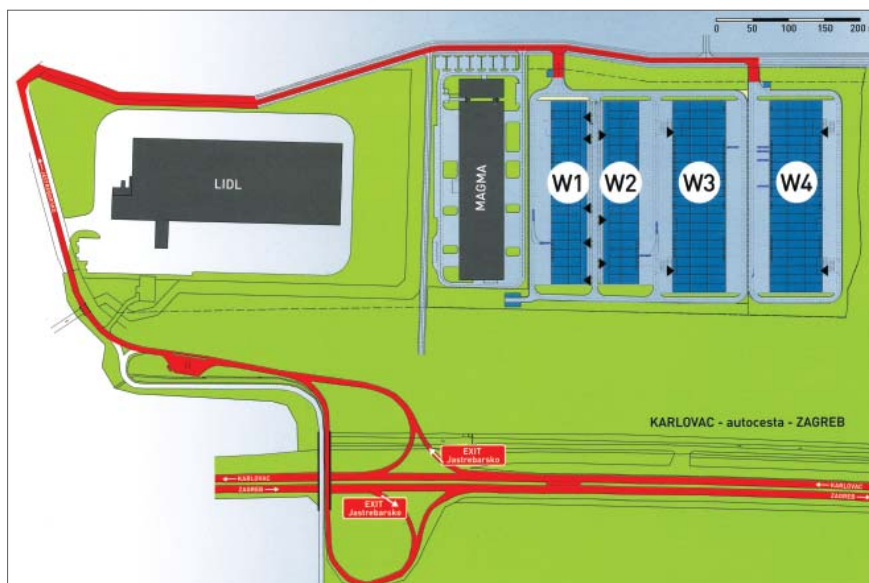 0 50 100 150 200
LIDL
MAGMA
W1
W2
W3
W4
KARLOVAC - autocesta - ZAGREB
EXIT
Jastrebarsko
KARLOVAC
ZAGREB
EXIT
Jastrebarsko
KARLOVAC
ZAGREB